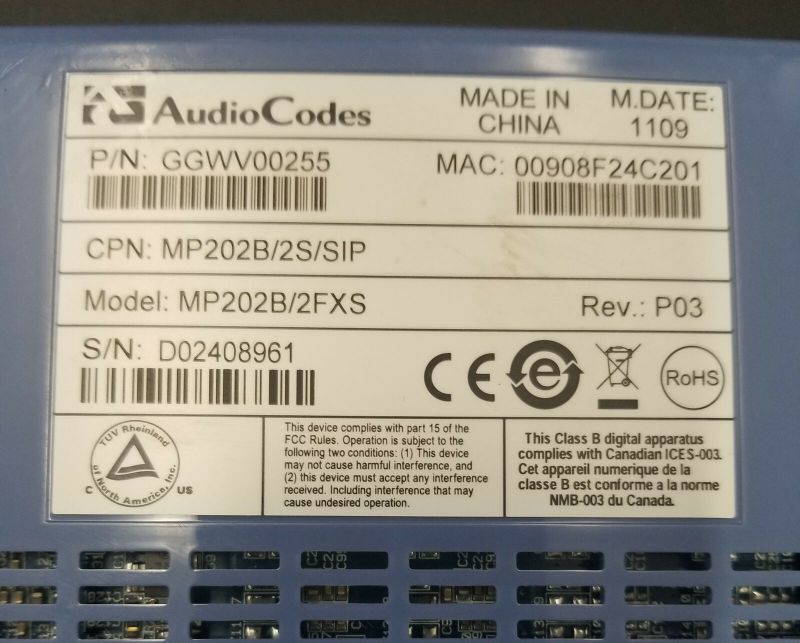 AudioCodes
MADE IN CHINA
M.DATE: 1109
P/N: GGWV00255
MAC: 00908F24C201
CPN: MP202B/2S/SIP
Model: MP202B/2FXS
Rev.: P03
S/N: D02408961
CE
e
RoHS
TUV Rheinland
of North America, Inc.
C US
This device complies with part 15 of the
FCC Rules. Operation is subject to the
following two conditions: (1) This device
may not cause harmful interference, and
(2) this device must accept any interference
received. Including interference that may
cause undesired operation.
This Class B digital apparatus
complies with Canadian ICES-003.
Cet appareil numerique de la
classe B est conforme a la norme
NMB-003 du Canada.